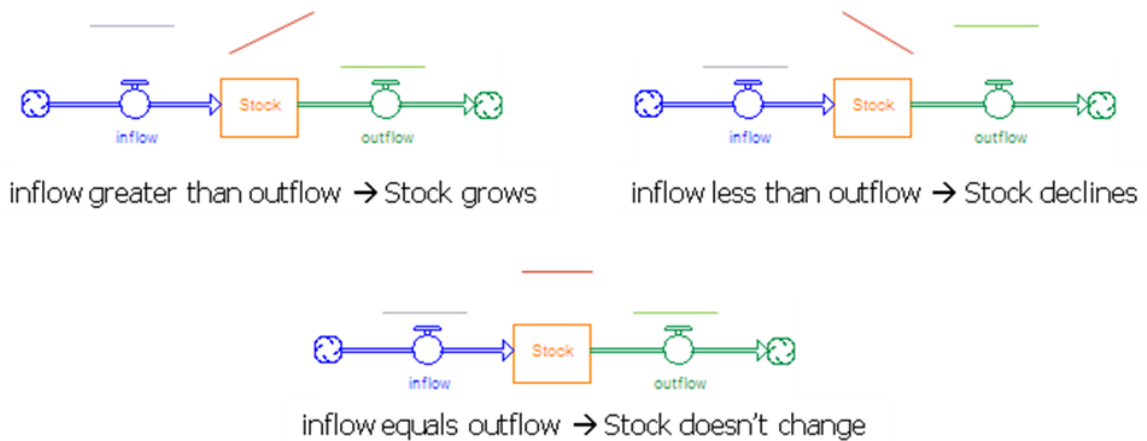 Stock
inflow
outflow
inflow greater than outflow → Stock grows
Stock
inflow
outflow
inflow less than outflow → Stock declines
Stock
inflow
outflow
inflow equals outflow → Stock doesn't change